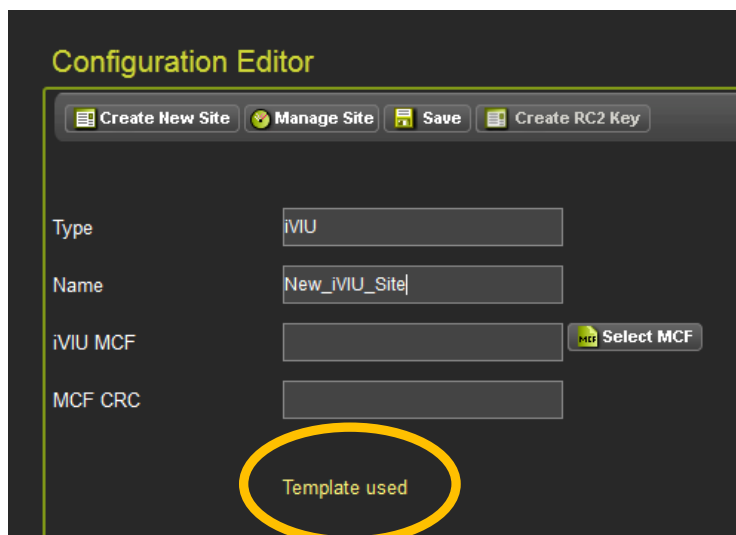 Configuration Editor
Create New Site Manage Site Save Create RC2 Key
Type iVIU
Name New_iVIU_Site
iVIU MCF MCF Select MCF
MCF CRC
Template used